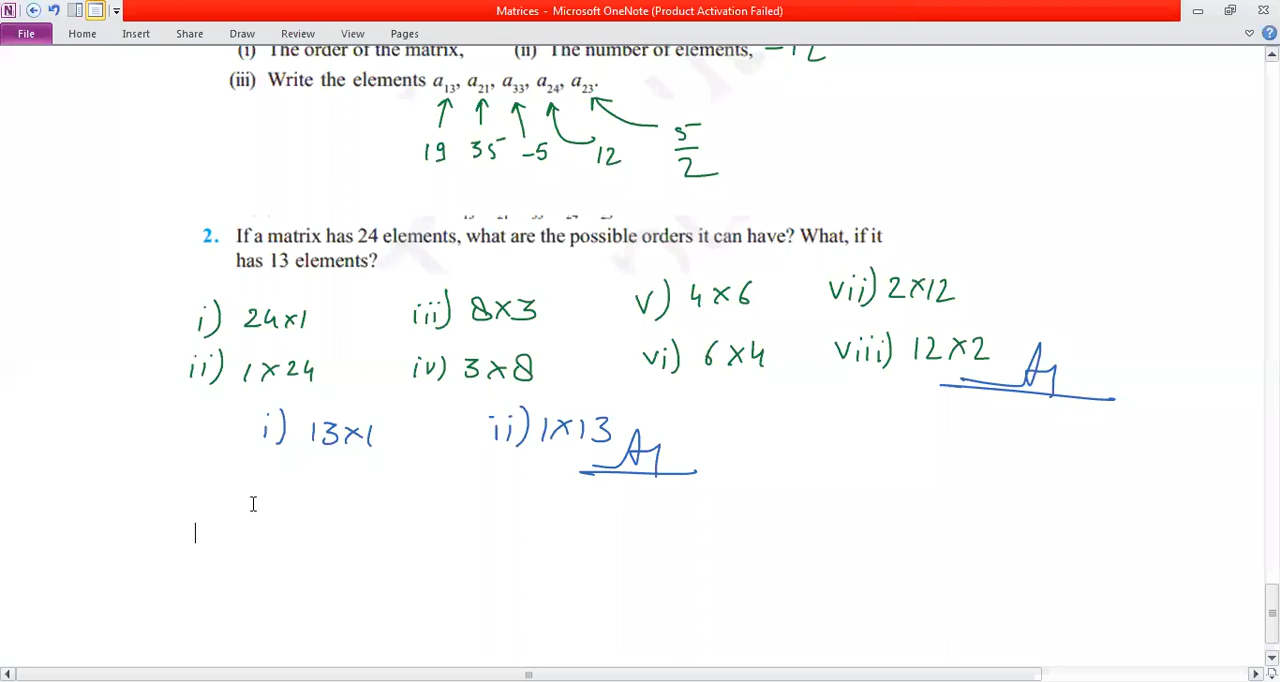 Matrices - Microsoft OneNote (Product Activation Failed)
File Home Insert Share Draw Review View Pages
(i) The order of the matrix, (ii) The number of elements, – 12
(iii) Write the elements a₁₃, a₂₁, a₃₃, a₂₄, a₂₃.
19 35 -5 12 5/2
2. If a matrix has 24 elements, what are the possible orders it can have? What, if it
has 13 elements?
i) 24×1 iii) 8×3 v) 4×6 vii) 2×12
ii) 1×24 iv) 3×8 vi) 6×4 viii) 12×2
i) 13×1 ii) 1×13